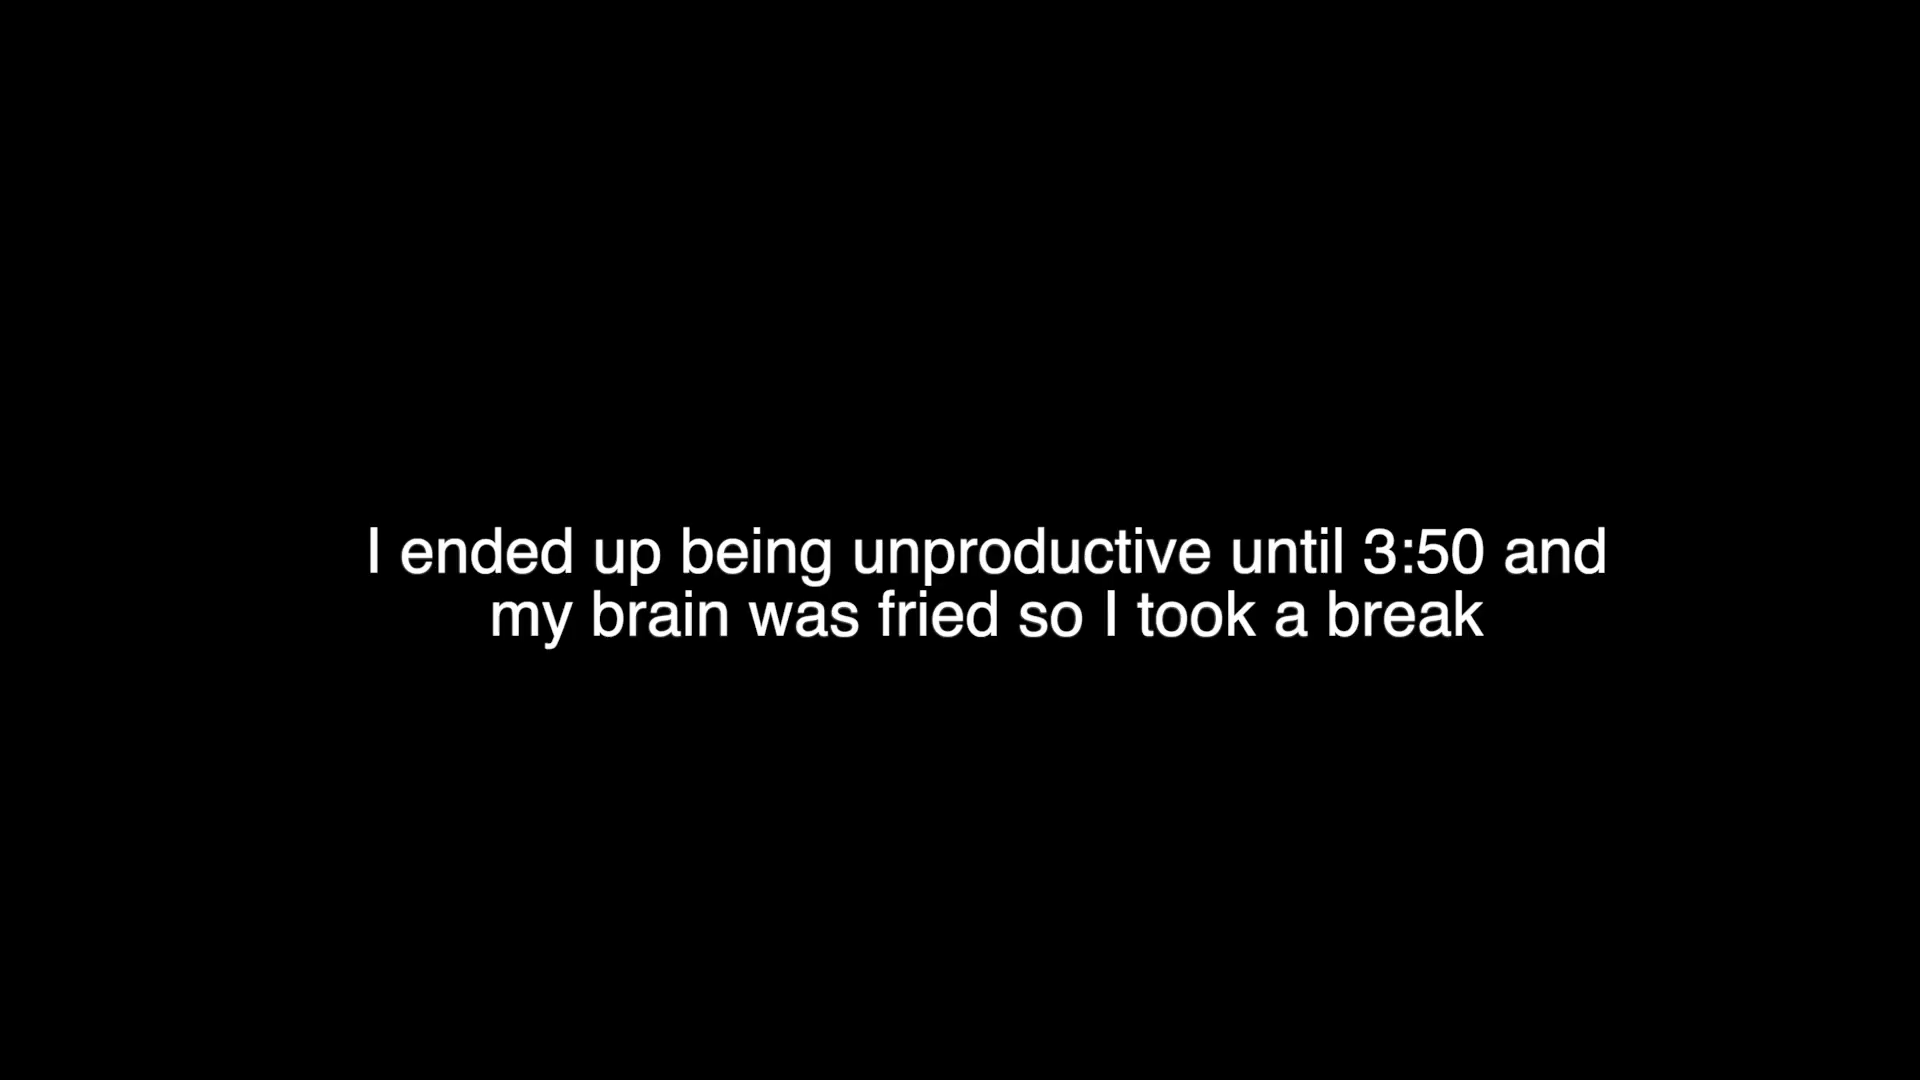 I ended up being unproductive until 3:50 and
my brain was fried so I took a break